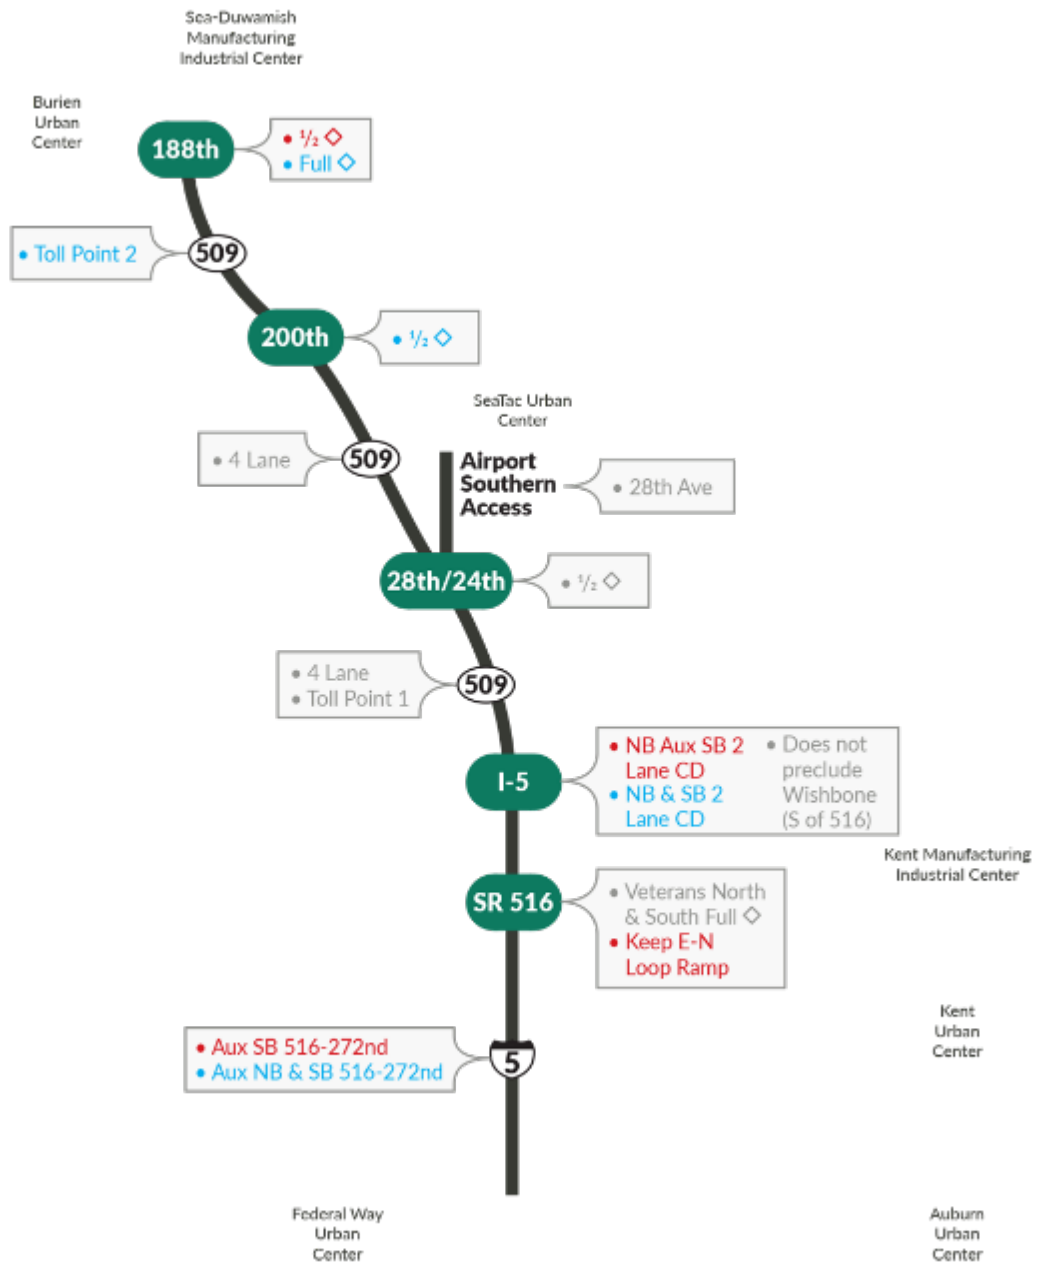 Sea-Duwamish
Manufacturing
Industrial Center
Burien
Urban
Center
188th
• ½ ◇
• Full ◇
• Toll Point 2
509
200th
• ½ ◇
SeaTac Urban
Center
• 4 Lane
509
Airport
Southern
Access
• 28th Ave
28th/24th
• ½ ◇
• 4 Lane
• Toll Point 1
509
I-5
• NB Aux SB 2
Lane CD
• NB & SB 2
Lane CD
• Does not
preclude
Wishbone
(S of 516)
Kent Manufacturing
Industrial Center
SR 516
• Veterans North
& South Full ◇
• Keep E-N
Loop Ramp
Kent
Urban
Center
• Aux SB 516-272nd
• Aux NB & SB 516-272nd
5
Federal Way
Urban
Center
Auburn
Urban
Center